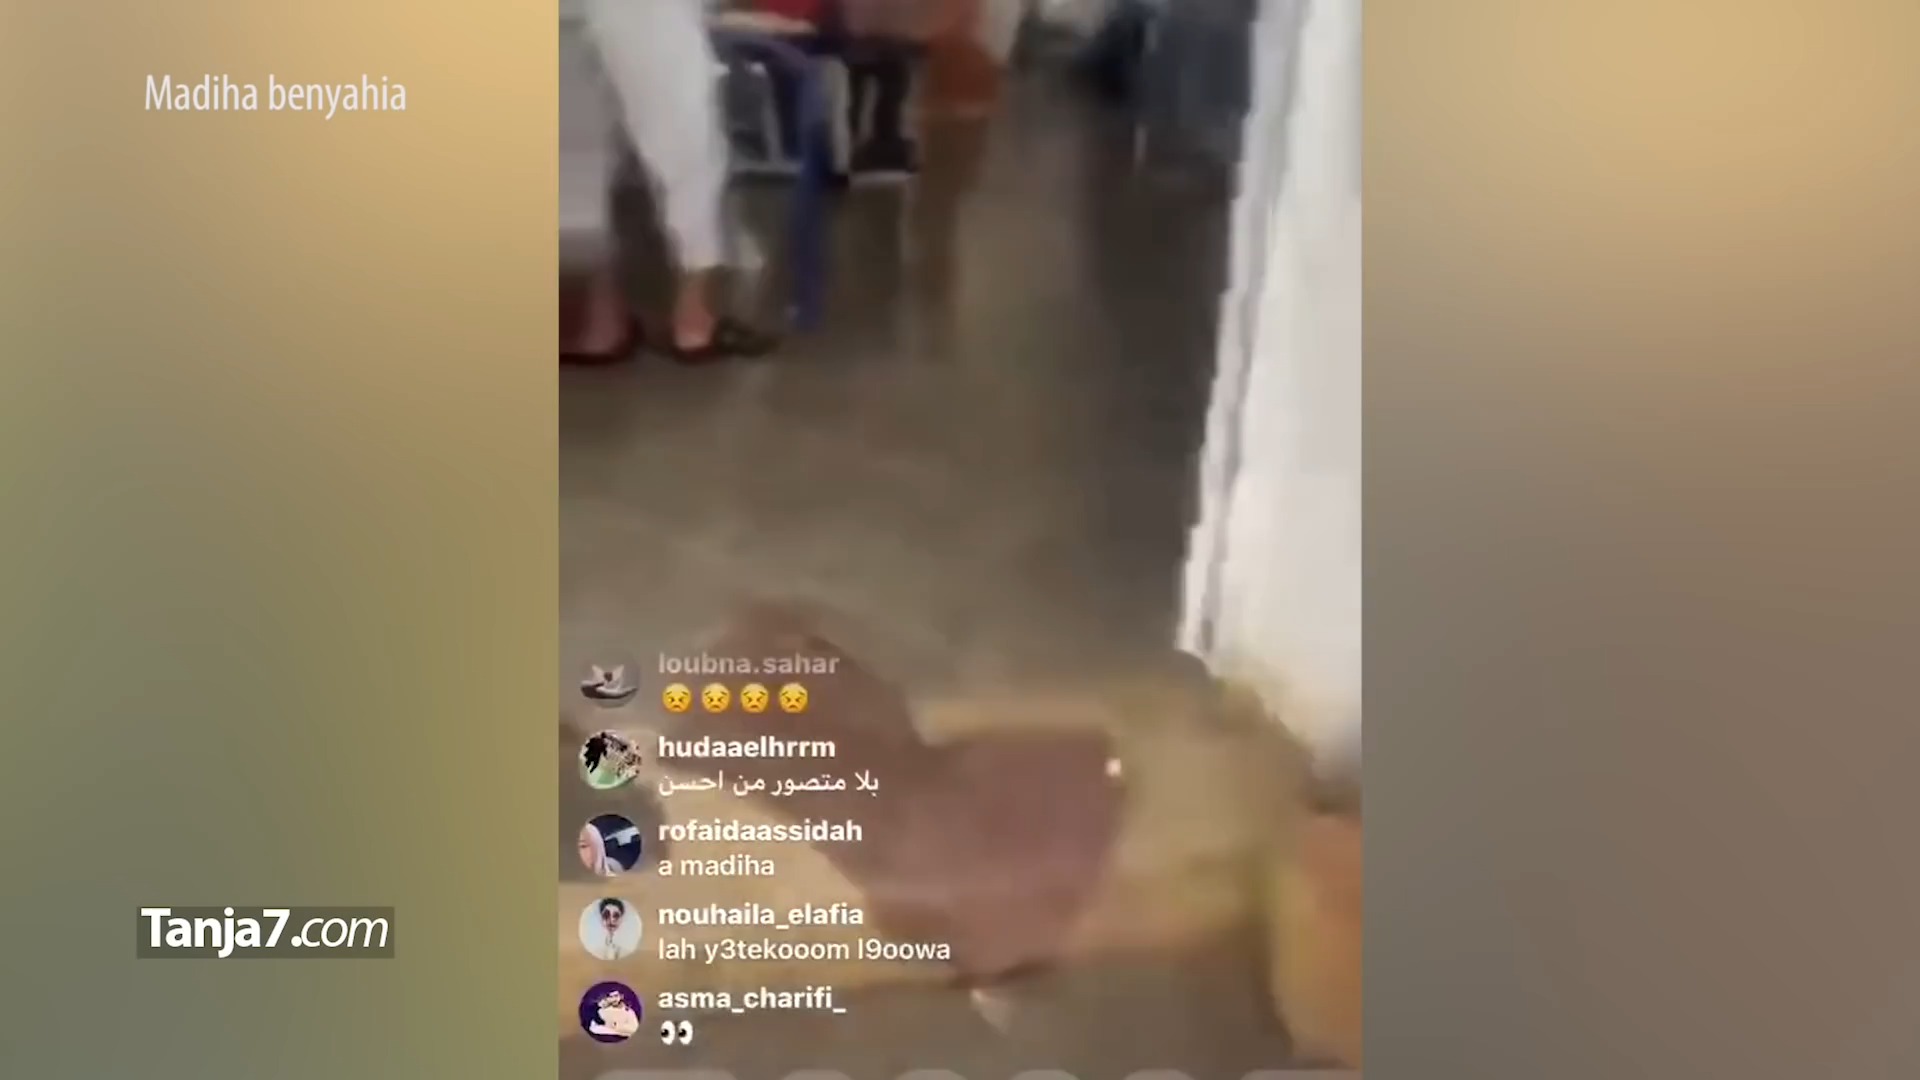 Madiha benyahia
loubna.sahar
😣 😣 😣 😣
hudaaelhrrm
بلا متصور من احسن
rofaidaassidah
a madiha
nouhaila_elafia
lah y3tekooom l9oowa
asma_charifi_
👀
Tanja7.com